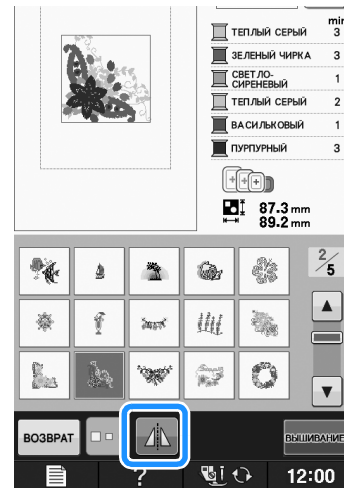 min
ТЕПЛЫЙ СЕРЫЙ 3
ЗЕЛЕНЫЙ ЧИРКА 3
СВЕТЛО-
СИРЕНЕВЫЙ 1
ТЕПЛЫЙ СЕРЫЙ 2
ВАСИЛЬКОВЫЙ 1
ПУРПУРНЫЙ 3
87.3 mm
89.2 mm
2/5
ВОЗВРАТ
ВЫШИВАНИЕ
?
12:00